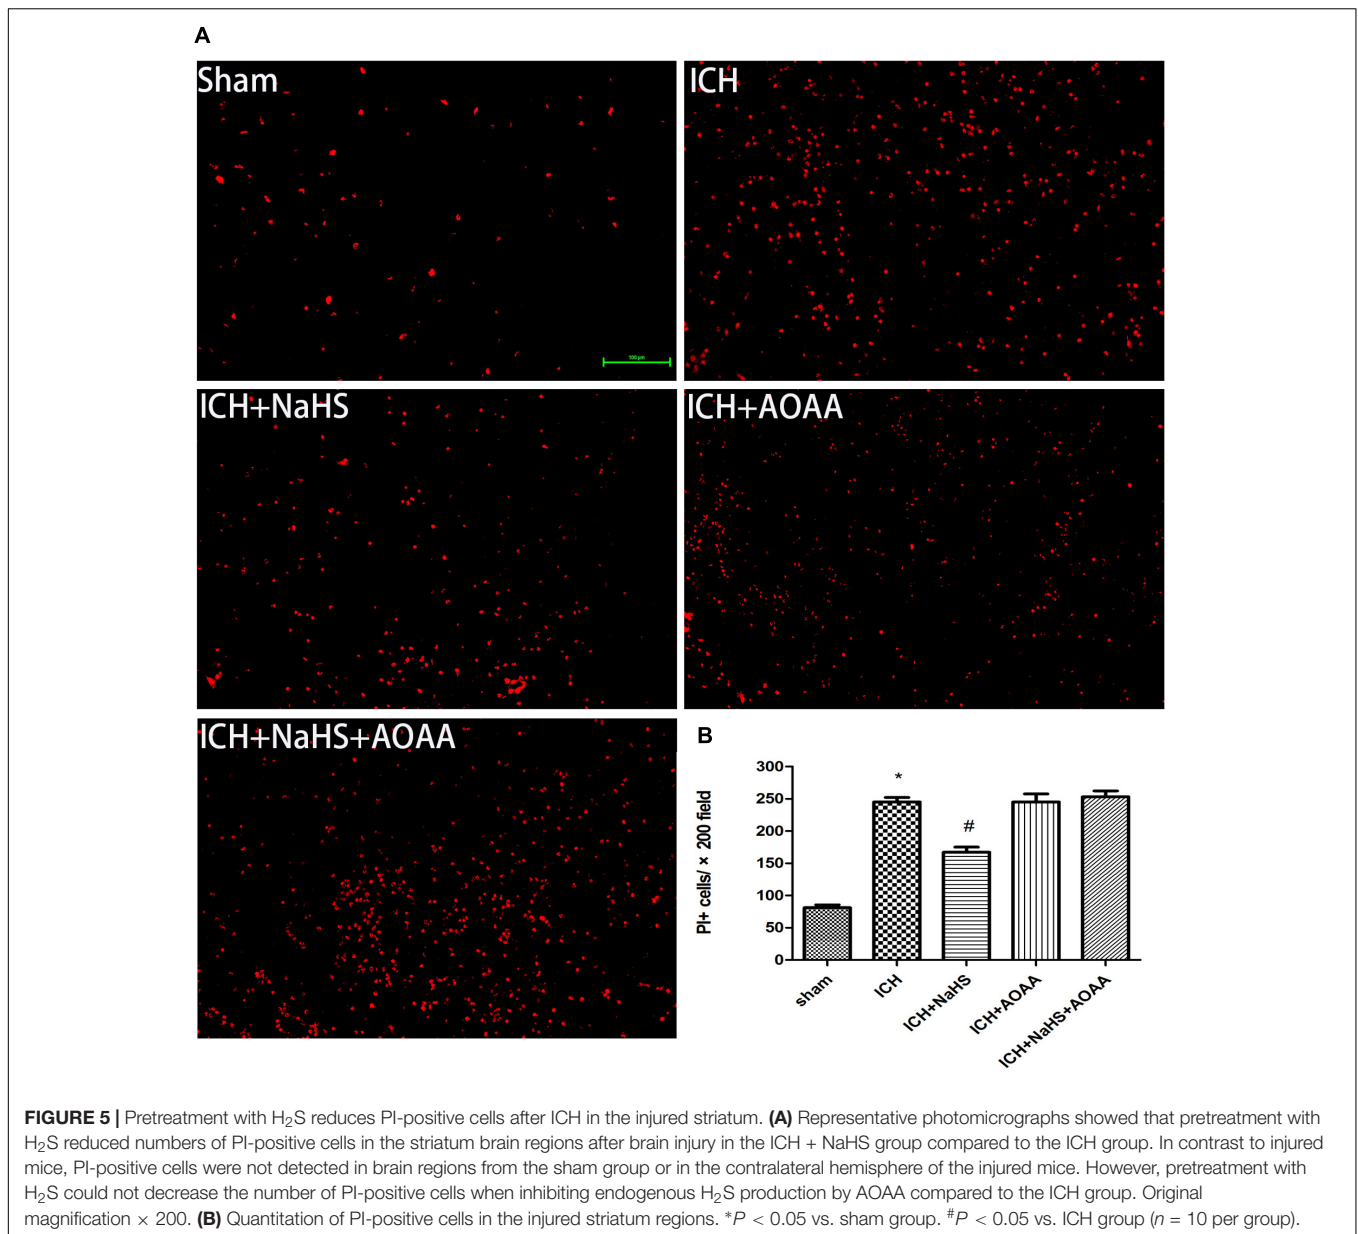 A
Sham
ICH
100 µm
ICH+NaHS
ICH+AOAA
ICH+NaHS+AOAA
B
PI+ cells/ × 200 field
300
250
200
150
100
50
0
*
#
sham
ICH
ICH+NaHS
ICH+AOAA
ICH+NaHS+AOAA
FIGURE 5 | Pretreatment with H₂S reduces PI-positive cells after ICH in the injured striatum. (A) Representative photomicrographs showed that pretreatment with
H₂S reduced numbers of PI-positive cells in the striatum brain regions after brain injury in the ICH + NaHS group compared to the ICH group. In contrast to injured
mice, PI-positive cells were not detected in brain regions from the sham group or in the contralateral hemisphere of the injured mice. However, pretreatment with
H₂S could not decrease the number of PI-positive cells when inhibiting endogenous H₂S production by AOAA compared to the ICH group. Original
magnification × 200. (B) Quantitation of PI-positive cells in the injured striatum regions. *P < 0.05 vs. sham group. #P < 0.05 vs. ICH group (n = 10 per group).